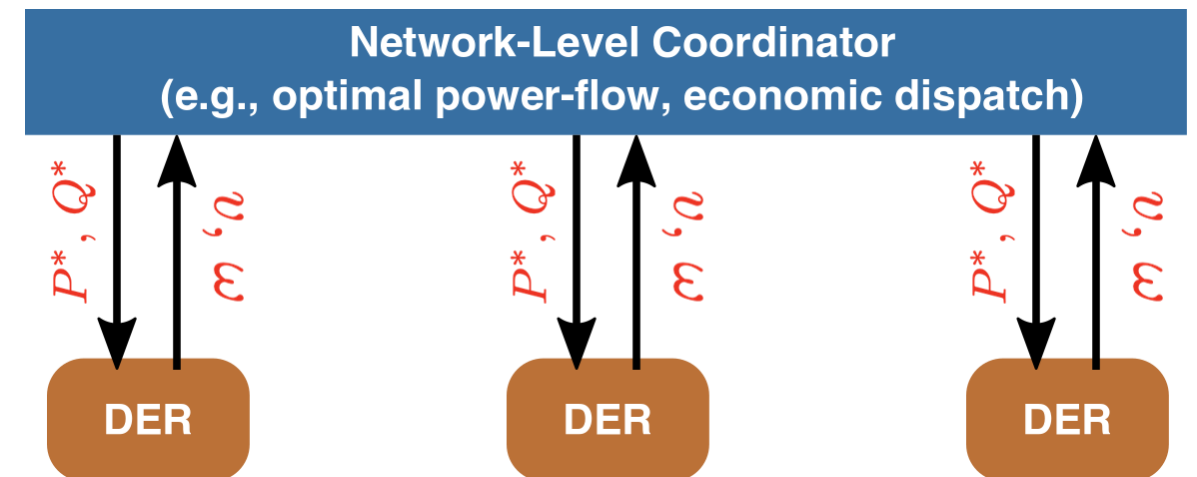 Network-Level Coordinator
(e.g., optimal power-flow, economic dispatch)
P*, Q*
ω, v
P*, Q*
ω, v
P*, Q*
ω, v
DER
DER
DER